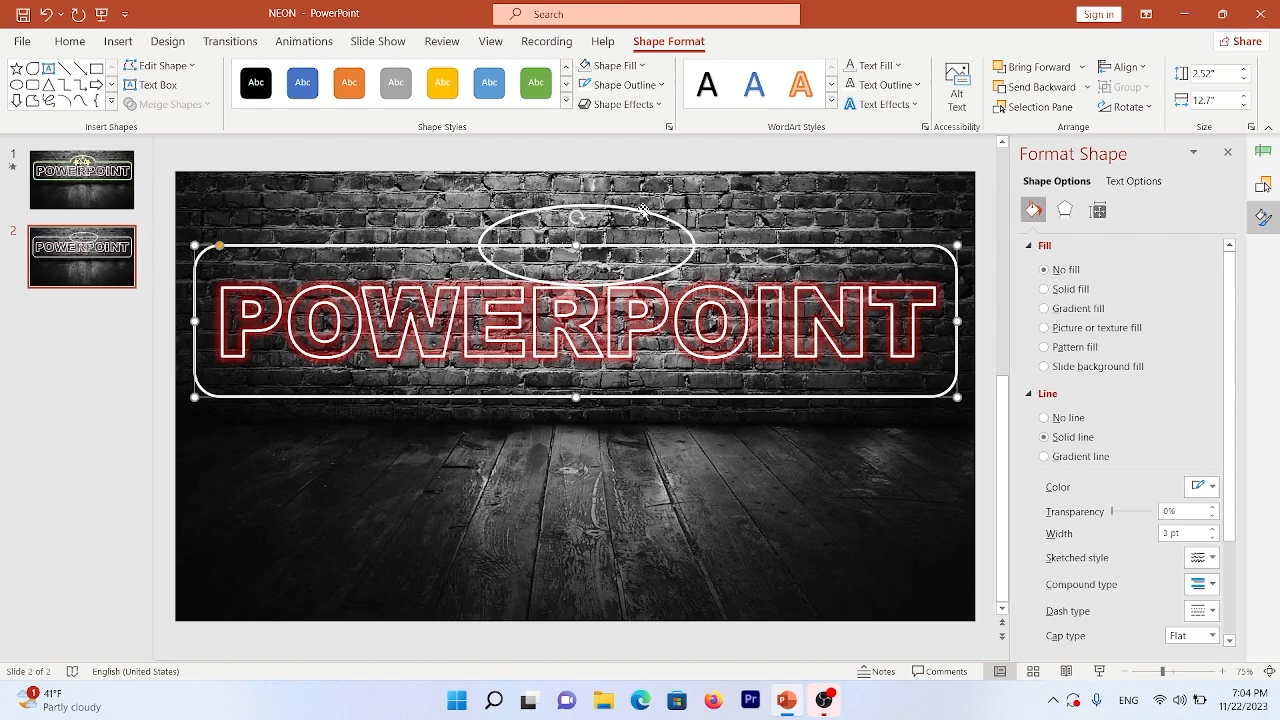 NEON - PowerPoint
Search
Sign in
File Home Insert Design Transitions Animations Slide Show Recording Review View Help Shape Format
Share
Edit Shape
Text Box
Merge Shapes
Abc Abc Abc Abc Abc Abc Abc
Shape Fill
Shape Outline
Shape Effects
A A A
Text Fill
Text Outline
Text Effects
Alt
Text
Bring Forward
Send Backward
Selection Pane
Align
Group
Rotate
12.7"
Insert Shapes
Shape Styles
WordArt Styles
Accessibility
Arrange
Size
1
POWERPOINT
2
POWERPOINT
POWERPOINT
Format Shape
Shape Options Text Options
Fill
No fill
Solid fill
Gradient fill
Picture or texture fill
Pattern fill
Slide background fill
Line
No line
Solid line
Gradient line
Color
Transparency 0%
Width 3 pt
Sketched style
Compound type
Dash type
Cap type Flat
Slide 2 of 2
English (United States)
Notes
Comments
75%
1
41°F
Partly cloudy
Pr
ENG
7:04 PM
11/22/2023